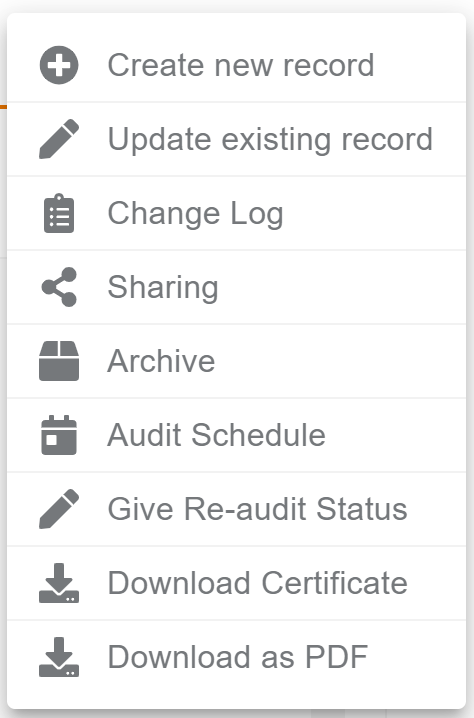 Create new record
Update existing record
Change Log
Sharing
Archive
Audit Schedule
Give Re-audit Status
Download Certificate
Download as PDF